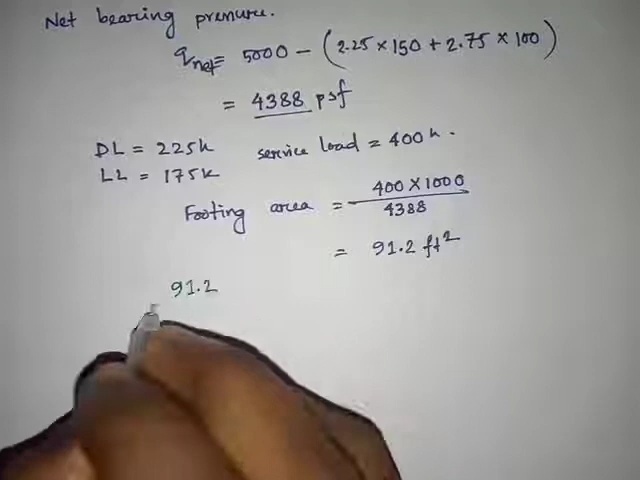 Net bearing pressure.
qnet = 5000 - (2.25 × 150 + 2.75 × 100)
= 4388 psf
DL = 225k service load = 400k.
LL = 175k
Footing area = 400 × 1000 / 4388
= 91.2 ft²
91.2